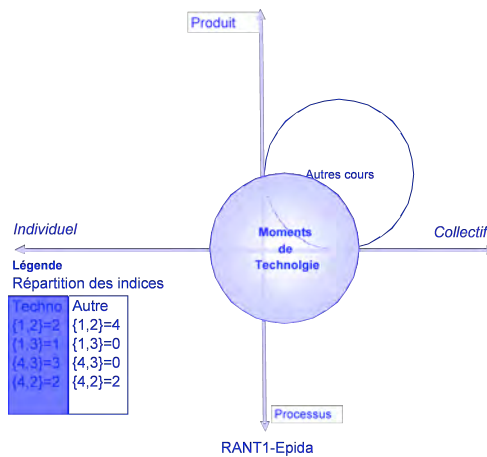 Produit
Autres cours
Moments
de
Technolgie
Individuel
Collectif
Légende
Répartition des indices
Techno Autre
{1,2}=2 {1,2}=4
{1,3}=1 {1,3}=0
{4,3}=3 {4,3}=0
{4,2}=2 {4,2}=2
Processus
RANT1-Epida